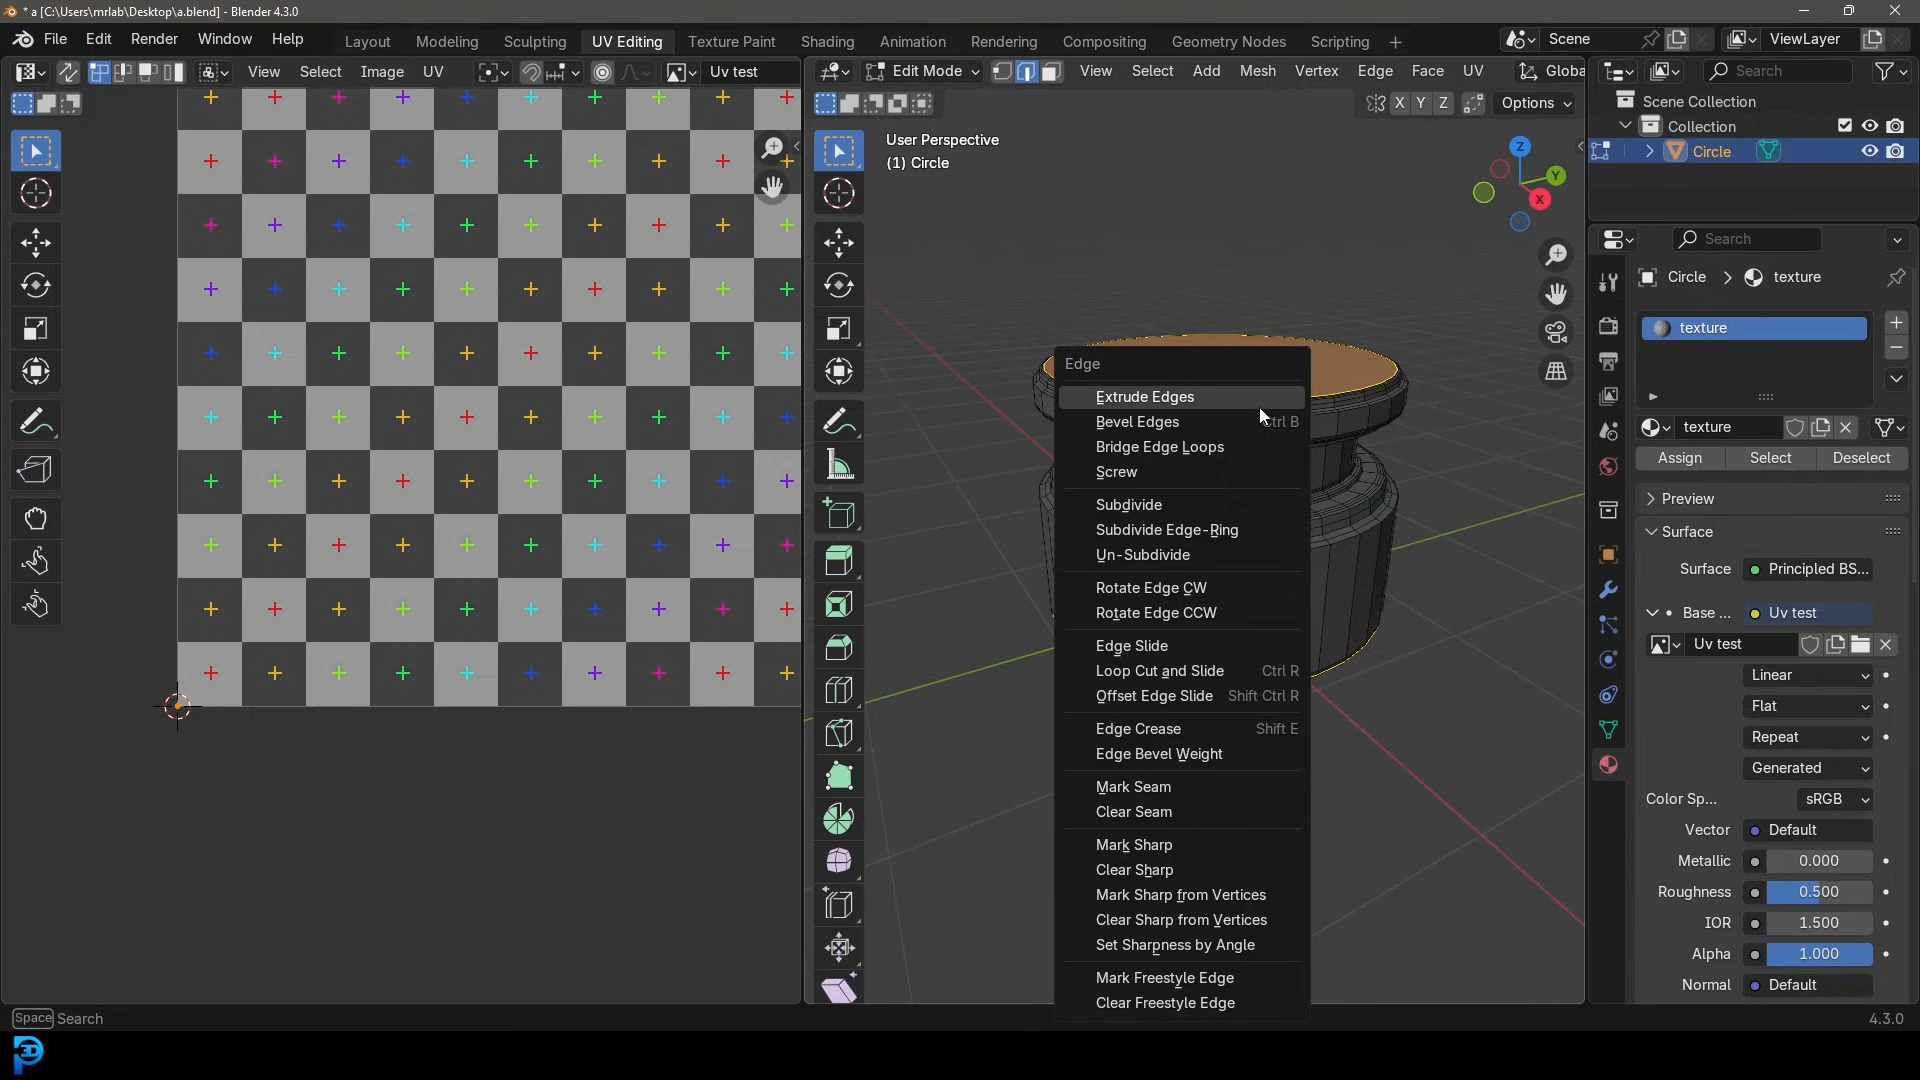 * a [C:\Users\mrlab\Desktop\a.blend] - Blender 4.3.0
File Edit Render Window Help Layout Modeling Sculpting UV Editing Texture Paint Shading Animation Rendering Compositing Geometry Nodes Scripting + Scene ViewLayer
View Select Image UV Uv test
Edit Mode View Select Add Mesh Vertex Edge Face UV Globa
Search
X Y Z Options
Scene Collection
Collection
Circle
User Perspective
(1) Circle
Z
Y
X
Search
Circle > texture
texture
texture
Assign Select Deselect
Preview
Surface
Surface Principled BS...
Base ... Uv test
Uv test
Linear
Flat
Repeat
Generated
Color Sp... sRGB
Vector Default
Metallic 0.000
Roughness 0.500
IOR 1.500
Alpha 1.000
Normal Default
Edge
Extrude Edges
Bevel Edges Ctrl B
Bridge Edge Loops
Screw
Subdivide
Subdivide Edge-Ring
Un-Subdivide
Rotate Edge CW
Rotate Edge CCW
Edge Slide
Loop Cut and Slide Ctrl R
Offset Edge Slide Shift Ctrl R
Edge Crease Shift E
Edge Bevel Weight
Mark Seam
Clear Seam
Mark Sharp
Clear Sharp
Mark Sharp from Vertices
Clear Sharp from Vertices
Set Sharpness by Angle
Mark Freestyle Edge
Clear Freestyle Edge
Space Search
4.3.0